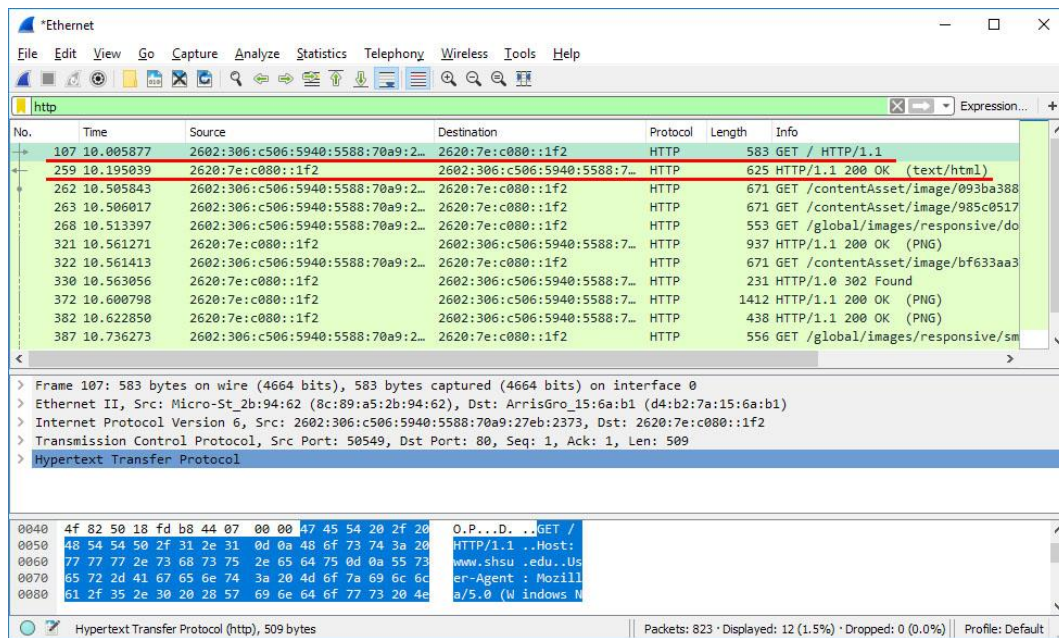 *Ethernet
File Edit View Go Capture Analyze Statistics Telephony Wireless Tools Help
http Expression... +
No. Time Source Destination Protocol Length Info
107 10.005877 2602:306:c506:5940:5588:70a9:2… 2620:7e:c080::1f2 HTTP 583 GET / HTTP/1.1
259 10.195039 2620:7e:c080::1f2 2602:306:c506:5940:5588:7… HTTP 625 HTTP/1.1 200 OK (text/html)
262 10.505843 2602:306:c506:5940:5588:70a9:2… 2620:7e:c080::1f2 HTTP 671 GET /contentAsset/image/093ba388
263 10.506017 2602:306:c506:5940:5588:70a9:2… 2620:7e:c080::1f2 HTTP 671 GET /contentAsset/image/985c0517
268 10.513397 2602:306:c506:5940:5588:70a9:2… 2620:7e:c080::1f2 HTTP 553 GET /global/images/responsive/do
321 10.561271 2620:7e:c080::1f2 2602:306:c506:5940:5588:7… HTTP 937 HTTP/1.1 200 OK (PNG)
322 10.561413 2602:306:c506:5940:5588:70a9:2… 2620:7e:c080::1f2 HTTP 671 GET /contentAsset/image/bf633aa3
330 10.563056 2620:7e:c080::1f2 2602:306:c506:5940:5588:7… HTTP 231 HTTP/1.0 302 Found
372 10.600798 2620:7e:c080::1f2 2602:306:c506:5940:5588:7… HTTP 1412 HTTP/1.1 200 OK (PNG)
382 10.622850 2620:7e:c080::1f2 2602:306:c506:5940:5588:7… HTTP 438 HTTP/1.1 200 OK (PNG)
387 10.736273 2602:306:c506:5940:5588:70a9:2… 2620:7e:c080::1f2 HTTP 556 GET /global/images/responsive/sm
> Frame 107: 583 bytes on wire (4664 bits), 583 bytes captured (4664 bits) on interface 0
> Ethernet II, Src: Micro-St_2b:94:62 (8c:89:a5:2b:94:62), Dst: ArrisGro_15:6a:b1 (d4:b2:7a:15:6a:b1)
> Internet Protocol Version 6, Src: 2602:306:c506:5940:5588:70a9:27eb:2373, Dst: 2620:7e:c080::1f2
> Transmission Control Protocol, Src Port: 50549, Dst Port: 80, Seq: 1, Ack: 1, Len: 509
> Hypertext Transfer Protocol
0040 4f 82 50 18 fd b8 44 07 00 00 47 45 54 20 2f 20 O.P...D. ..GET /
0050 48 54 54 50 2f 31 2e 31 0d 0a 48 6f 73 74 3a 20 HTTP/1.1 ..Host:
0060 77 77 77 2e 73 68 73 75 2e 65 64 75 0d 0a 55 73 www.shsu .edu..Us
0070 65 72 2d 41 67 65 6e 74 3a 20 4d 6f 7a 69 6c 6c er-Agent : Mozill
0080 61 2f 35 2e 30 20 28 57 69 6e 64 6f 77 73 20 4e a/5.0 (W indows N
Hypertext Transfer Protocol (http), 509 bytes Packets: 823 · Displayed: 12 (1.5%) · Dropped: 0 (0.0%) Profile: Default